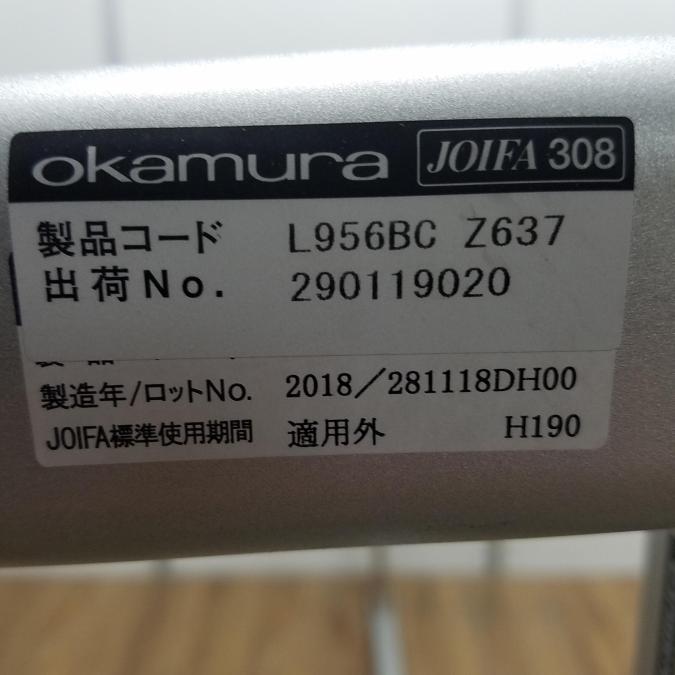 okamura JOIFA 308
製品コード L956BC Z637
出荷No. 290119020
製造年/ロットNo. 2018/281118DH00
JOIFA標準使用期間 適用外 H190